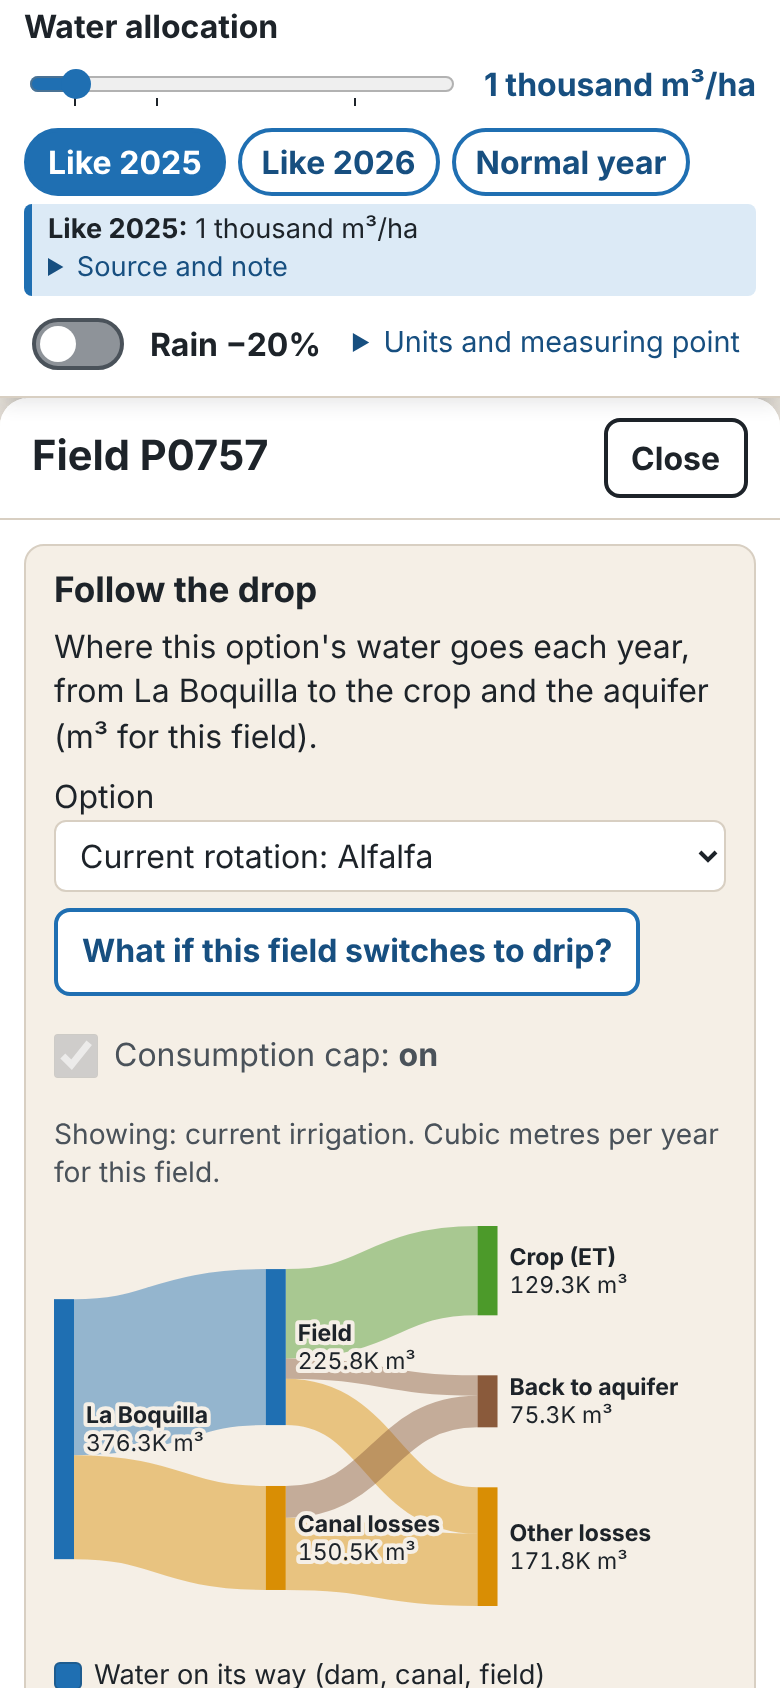 Water allocation
1 thousand m³/ha
Like 2025
Like 2026
Normal year
Like 2025: 1 thousand m³/ha
Source and note
Rain −20%
Units and measuring point
Field P0757
Close
Follow the drop
Where this option's water goes each year,
from La Boquilla to the crop and the aquifer
(m³ for this field).
Option
Current rotation: Alfalfa
What if this field switches to drip?
Consumption cap: on
Showing: current irrigation. Cubic metres per year
for this field.
Crop (ET)
129.3K m³
Field
225.8K m³
Back to aquifer
75.3K m³
La Boquilla
376.3K m³
Canal losses
150.5K m³
Other losses
171.8K m³
Water on its way (dam, canal, field)